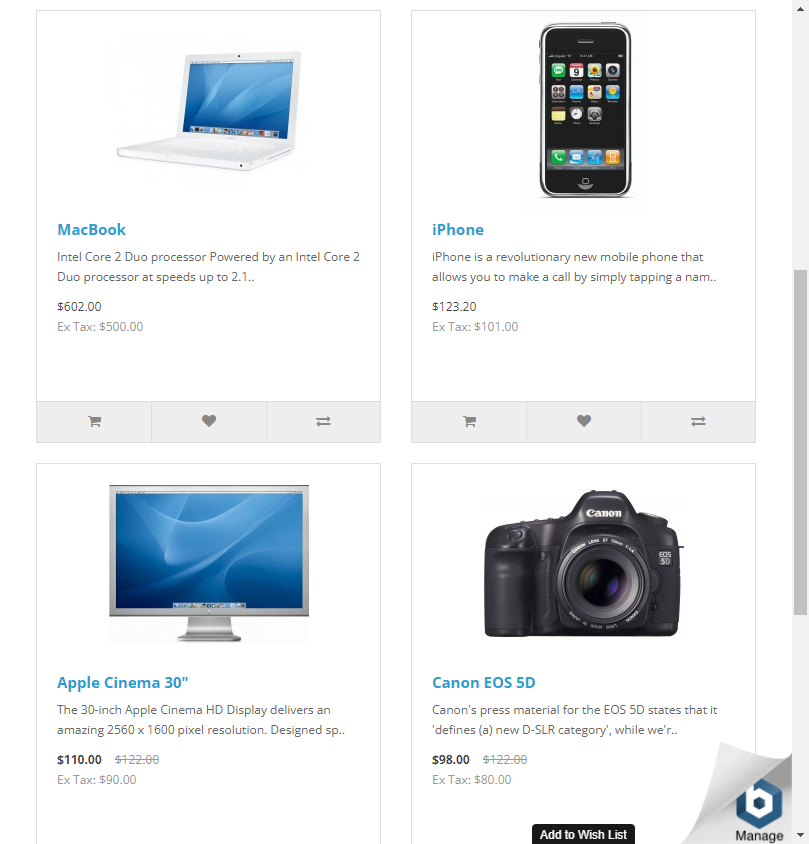 MacBook
Intel Core 2 Duo processor Powered by an Intel Core 2
Duo processor at speeds up to 2.1..
$602.00
Ex Tax: $500.00
iPhone
iPhone is a revolutionary new mobile phone that
allows you to make a call by simply tapping a nam..
$123.20
Ex Tax: $101.00
Canon
EOS
5D
Apple Cinema 30"
The 30-inch Apple Cinema HD Display delivers an
amazing 2560 x 1600 pixel resolution. Designed sp..
$110.00 $122.00
Ex Tax: $90.00
Canon EOS 5D
Canon's press material for the EOS 5D states that it
'defines (a) new D-SLR category', while we'r..
$98.00 $122.00
Ex Tax: $80.00
Add to Wish List
b
Manage